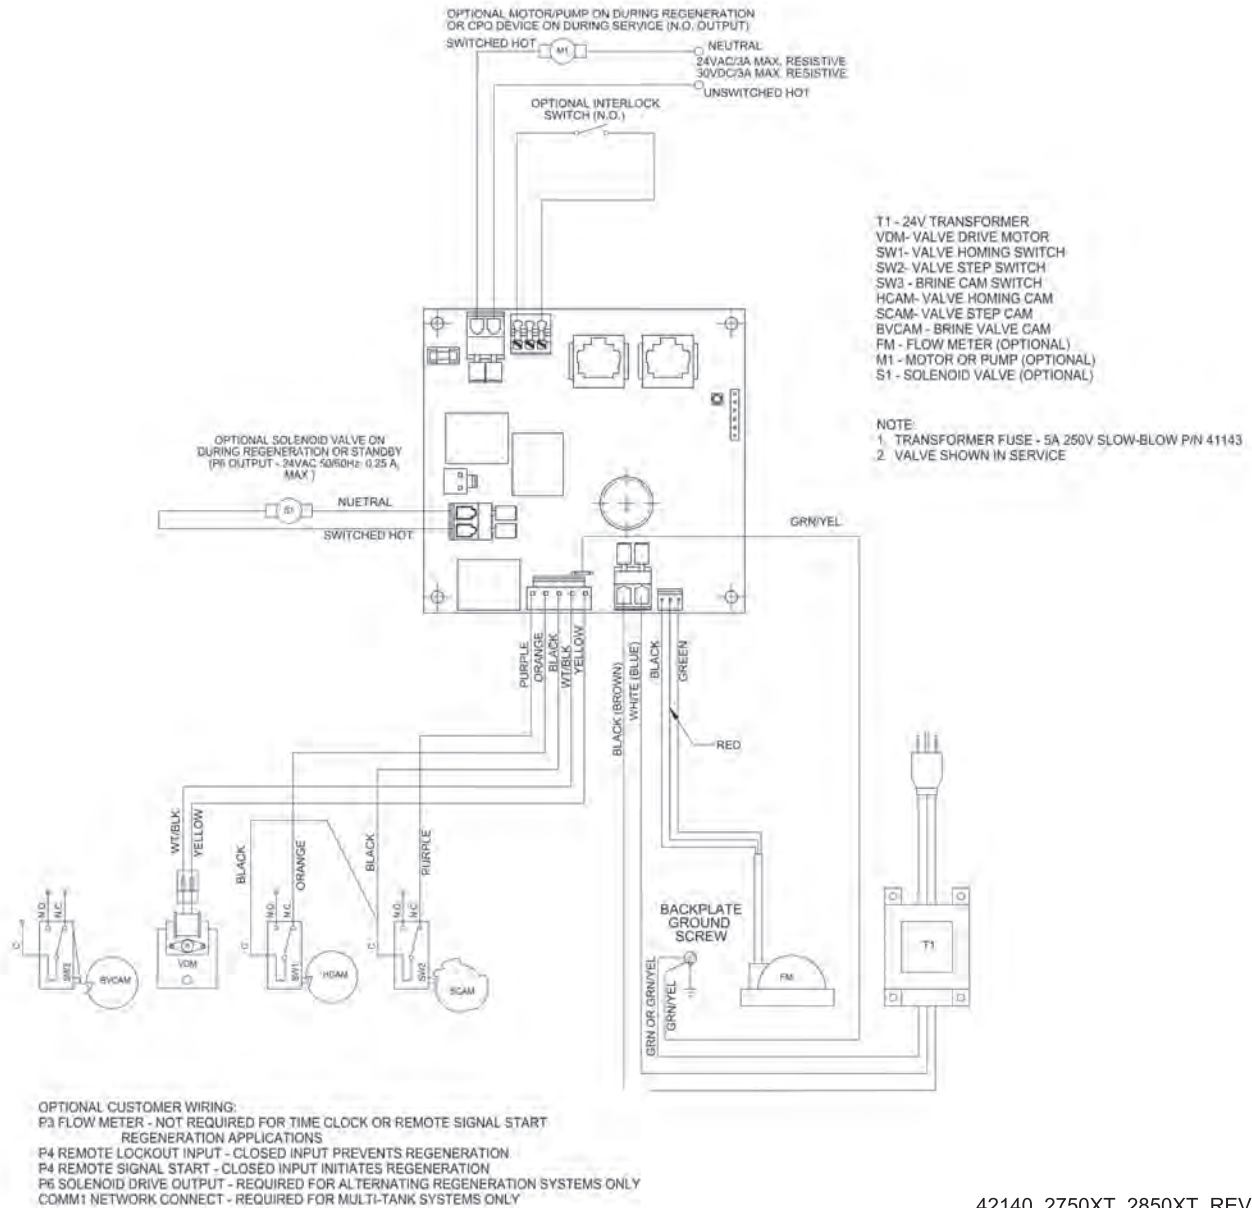 OPTIONAL MOTOR/PUMP ON DURING REGENERATION
OR CPO DEVICE ON DURING SERVICE (N.O. OUTPUT)
SWITCHED HOT
M1
NEUTRAL
24VAC/3A MAX. RESISTIVE
30VDC/3A MAX. RESISTIVE
UNSWITCHED HOT
OPTIONAL INTERLOCK
SWITCH (N.O.)
T1 - 24V TRANSFORMER
VDM- VALVE DRIVE MOTOR
SW1- VALVE HOMING SWITCH
SW2- VALVE STEP SWITCH
SW3 - BRINE CAM SWITCH
HCAM- VALVE HOMING CAM
SCAM- VALVE STEP CAM
BVCAM - BRINE VALVE CAM
FM - FLOW METER (OPTIONAL)
M1 - MOTOR OR PUMP (OPTIONAL)
S1 - SOLENOID VALVE (OPTIONAL)
NOTE:
1. TRANSFORMER FUSE - 5A 250V SLOW-BLOW P/N 41143
2. VALVE SHOWN IN SERVICE
OPTIONAL SOLENOID VALVE ON
DURING REGENERATION OR STANDBY
(P6 OUTPUT - 24VAC 50/60Hz 0.25 A,
MAX.)
S1
NUETRAL
SWITCHED HOT
GRN/YEL
PURPLE
ORANGE
BLACK
WT/BLK
YELLOW
BLACK (BROWN)
WHITE (BLUE)
BLACK
GREEN
RED
WT/BLK
YELLOW
BLACK
ORANGE
BLACK
PURPLE
N.O.
N.C.
C
BVCAM
VDM
N.O.
N.C.
C
SW1
HCAM
N.O.
N.C.
C
SW2
SCAM
BACKPLATE
GROUND
SCREW
GRN OR GRN/YEL
GRN/YEL
FM
T1
OPTIONAL CUSTOMER WIRING:
P3 FLOW METER - NOT REQUIRED FOR TIME CLOCK OR REMOTE SIGNAL START
REGENERATION APPLICATIONS
P4 REMOTE LOCKOUT INPUT - CLOSED INPUT PREVENTS REGENERATION
P4 REMOTE SIGNAL START - CLOSED INPUT INITIATES REGENERATION
P6 SOLENOID DRIVE OUTPUT - REQUIRED FOR ALTERNATING REGENERATION SYSTEMS ONLY
COMM1 NETWORK CONNECT - REQUIRED FOR MULTI-TANK SYSTEMS ONLY
42140_2750XT_2850XT_REV